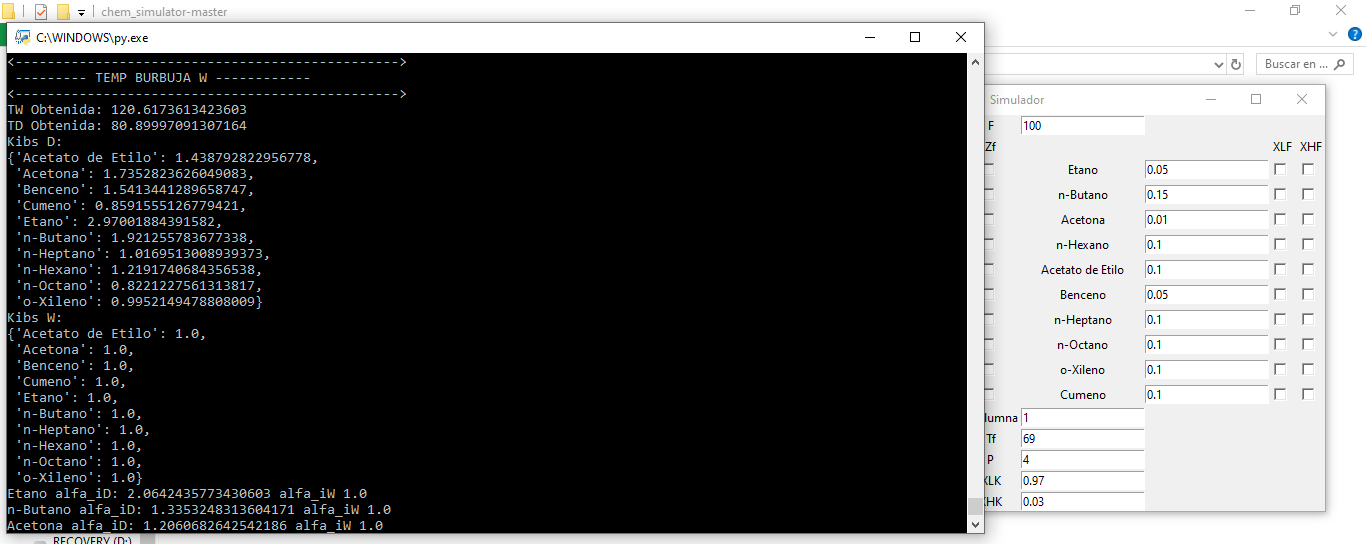 chem_simulator-master
C:\WINDOWS\py.exe
<----------------------------------------------->
--------- TEMP BURBUJA W ------------
<----------------------------------------------->
TW Obtenida: 120.6173613423603
TD Obtenida: 80.89997091307164
Kibs D:
{'Acetato de Etilo': 1.438792822956778,
'Acetona': 1.7352823626049083,
'Benceno': 1.5413441289658747,
'Cumeno': 0.8591555126779421,
'Etano': 2.97001884391582,
'n-Butano': 1.921255783677338,
'n-Heptano': 1.0169513008939373,
'n-Hexano': 1.2191740684356538,
'n-Octano': 0.8221227561313817,
'o-Xileno': 0.9952149478808009}
Kibs W:
{'Acetato de Etilo': 1.0,
'Acetona': 1.0,
'Benceno': 1.0,
'Cumeno': 1.0,
'Etano': 1.0,
'n-Butano': 1.0,
'n-Heptano': 1.0,
'n-Hexano': 1.0,
'n-Octano': 1.0,
'o-Xileno': 1.0}
Etano alfa_iD: 2.0642435773430603 alfa_iW 1.0
n-Butano alfa_iD: 1.3353248313604171 alfa_iW 1.0
Acetona alfa_iD: 1.2060682642542186 alfa_iW 1.0
RECOVERY (D:)
Buscar en ...
Simulador
F 100
Zf XLF XHF
Etano 0.05
n-Butano 0.15
Acetona 0.01
n-Hexano 0.1
Acetato de Etilo 0.1
Benceno 0.05
n-Heptano 0.1
n-Octano 0.1
o-Xileno 0.1
Cumeno 0.1
lumna 1
Tf 69
P 4
XLK 0.97
XHK 0.03